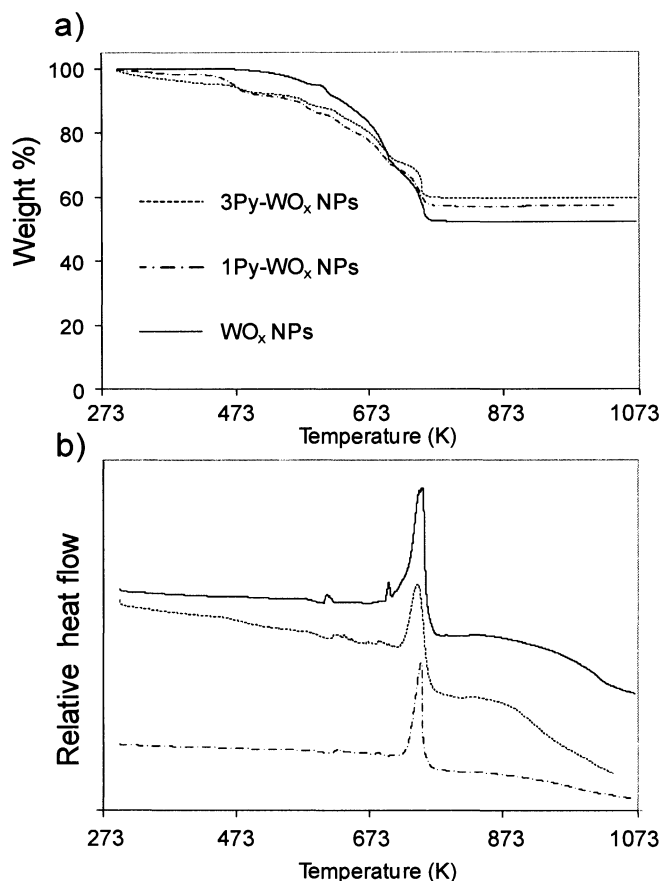 a)
100
80
60
40
20
0
Weight %)
3Py-WOₓ NPs
1Py-WOₓ NPs
WOₓ NPs
273 473 673 873 1073
Temperature (K)
b)
Relative heat flow
273 473 673 873 1073
Temperature (K)